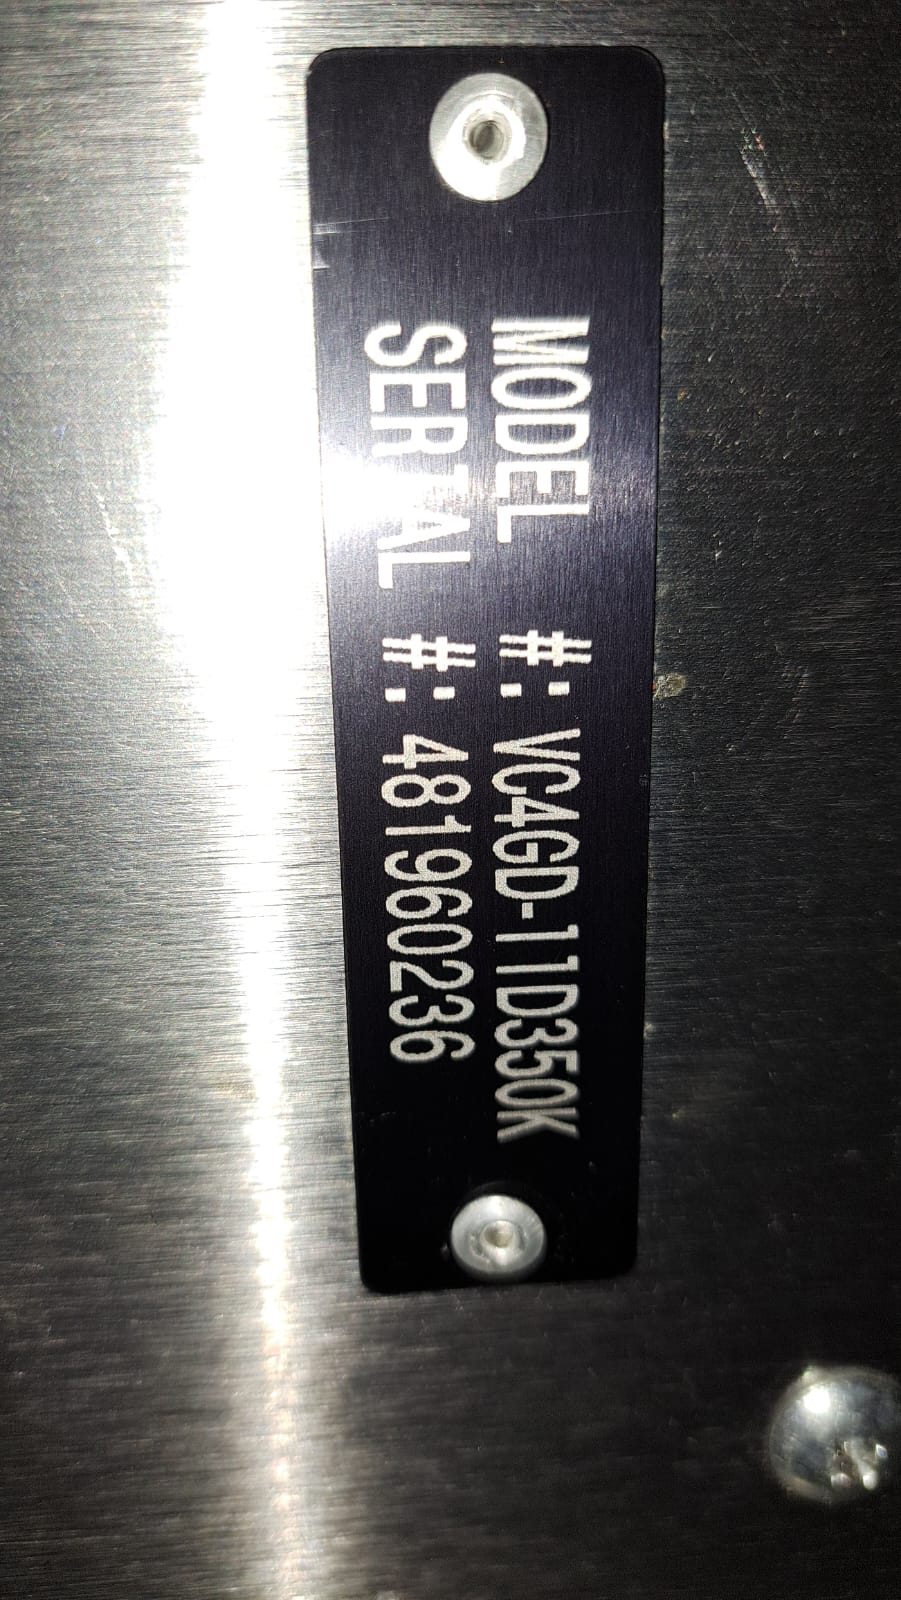 MODEL #: VC4GD-11D350K
SERIAL #: 481960236